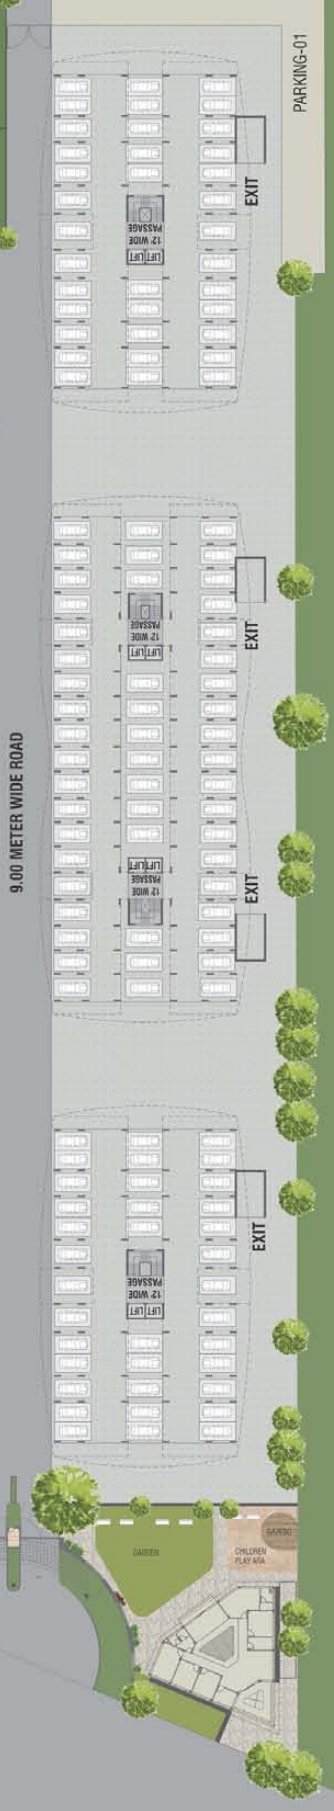 PARKING-01
EXIT
12' WIDE
PASSAGE
LIFT LIFT
9.00 METER WIDE ROAD
EXIT
12' WIDE
PASSAGE
LIFT LIFT
LIFT LIFT
12' WIDE
PASSAGE
EXIT
EXIT
12' WIDE
PASSAGE
LIFT LIFT
GARDEN
CHILDREN
PLAY ARA
GAZEBO